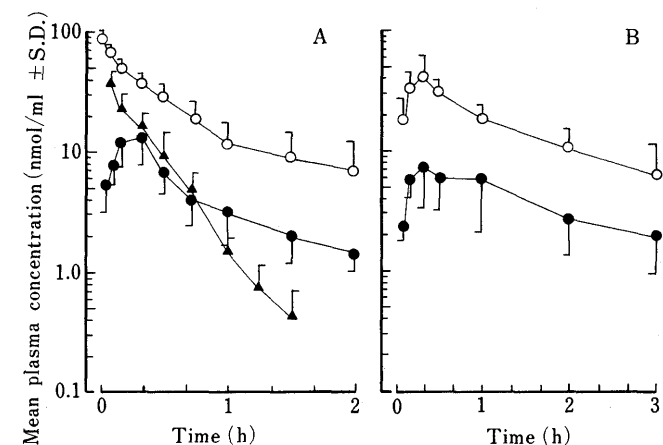 Mean plasma concentration (nmol/ml ± S.D.)
100
10
1.0
0.1
A
0 1 2
Time (h)
B
0 1 2 3
Time (h)